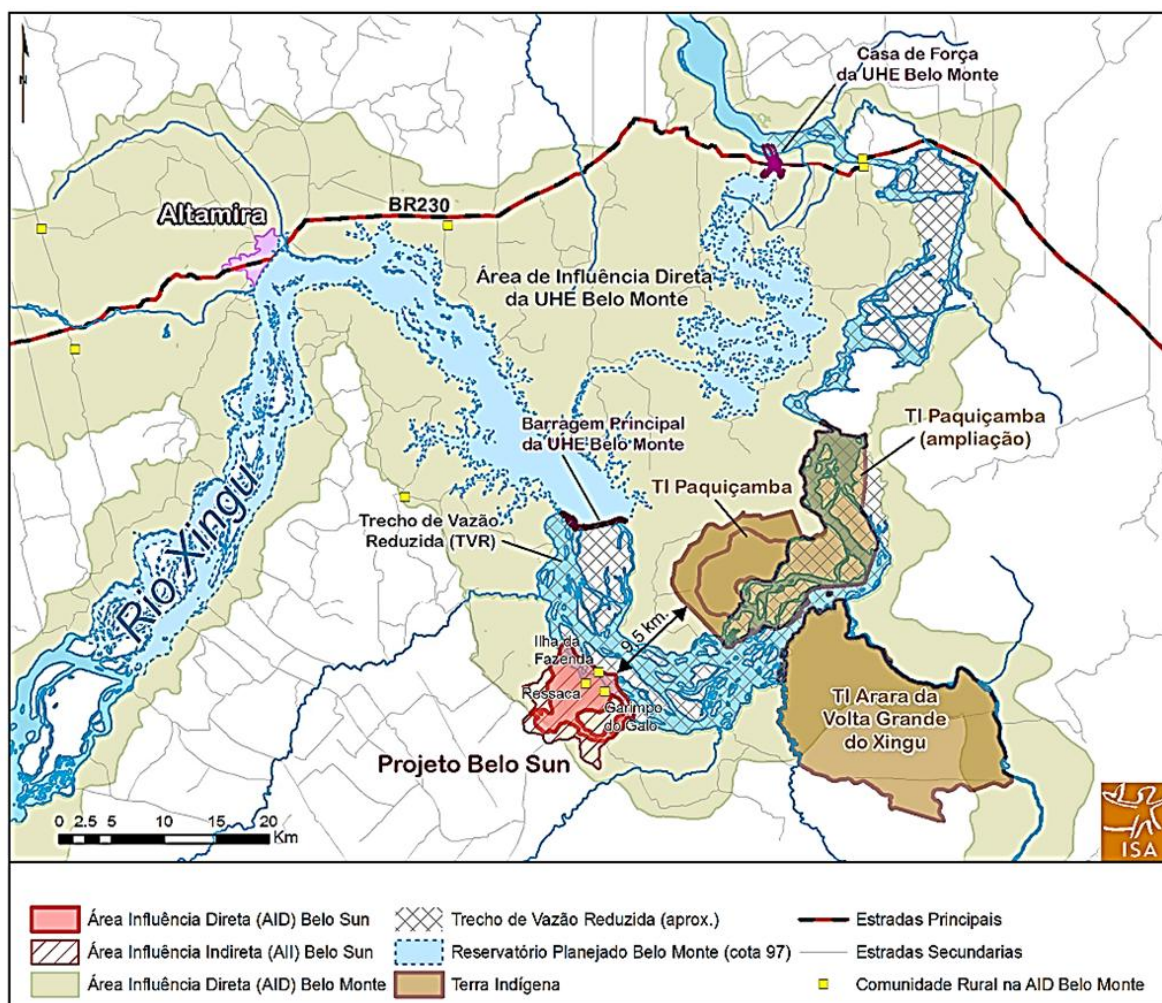 Casa de Força
da UHE Belo Monte
N
Altamira
BR230
Área de Influência Direta
da UHE Belo Monte
Barragem Principal
da UHE Belo Monte
TI Paquiçamba
(ampliação)
TI Paquiçamba
Trecho de Vazão
Reduzida (TVR)
Rio Xingu
9,5 km.
Ilha da
Fazenda
Ressaca
Garimpo
do Galo
TI Arara da
Volta Grande
do Xingu
Projeto Belo Sun
0 2.5 5 10 15 20
Km
ISA
Área Influência Direta (AID) Belo Sun
Área Influência Indireta (AII) Belo Sun
Área Influência Direta (AID) Belo Monte
Trecho de Vazão Reduzida (aprox.)
Reservatório Planejado Belo Monte (cota 97)
Terra Indígena
Estradas Principais
Estradas Secundarias
Comunidade Rural na AID Belo Monte